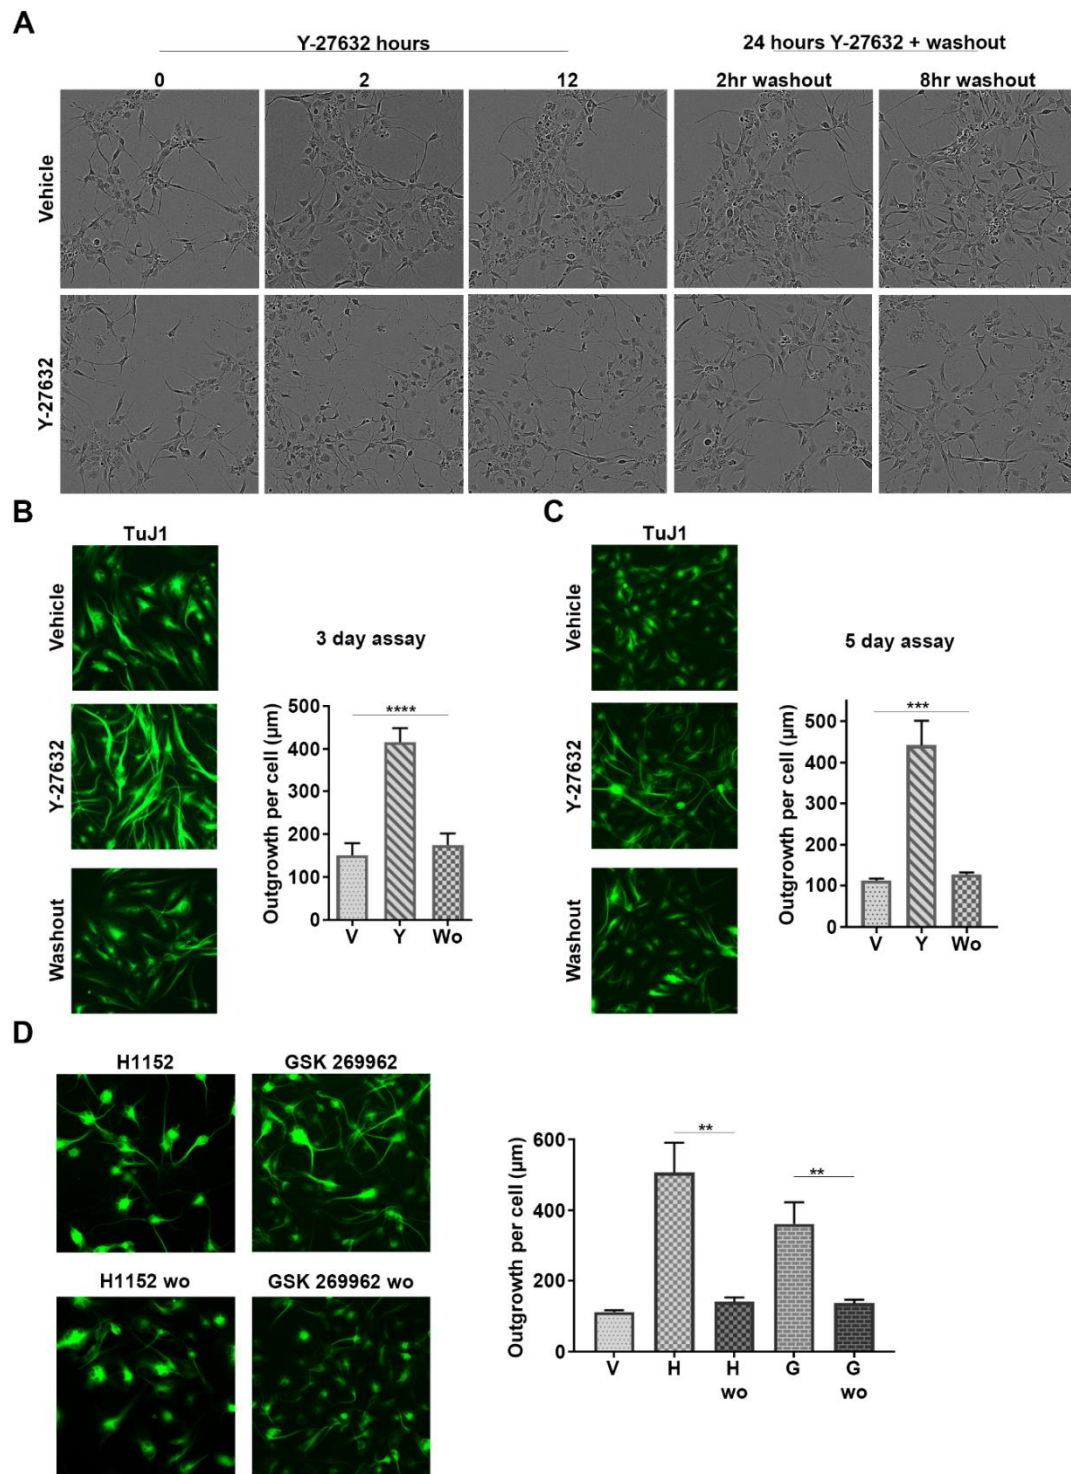 A
Y-27632 hours
24 hours Y-27632 + washout
0
2
12
2hr washout
8hr washout
Vehicle
Y-27632
B
TuJ1
Vehicle
Y-27632
Washout
3 day assay
Outgrowth per cell (µm)
500
400
300
200
100
0
****
V
Y
Wo
C
TuJ1
Vehicle
Y-27632
Washout
5 day assay
Outgrowth per cell (µm)
500
400
300
200
100
0
***
V
Y
Wo
D
H1152
GSK 269962
H1152 wo
GSK 269962 wo
Outgrowth per cell (µm)
600
400
200
0
**
**
V
H
H
wo
G
G
wo